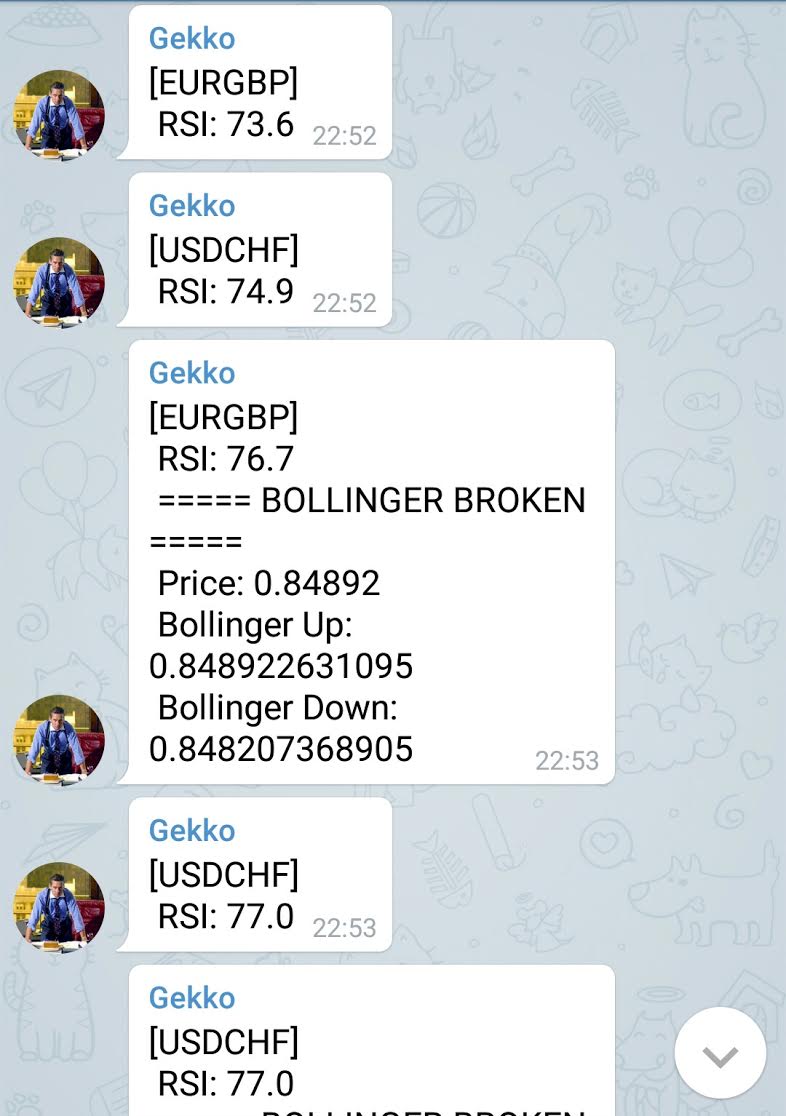 Gekko
[EURGBP]
RSI: 73.6 22:52
Gekko
[USDCHF]
RSI: 74.9 22:52
Gekko
[EURGBP]
RSI: 76.7
===== BOLLINGER BROKEN
=====
Price: 0.84892
Bollinger Up:
0.848922631095
Bollinger Down:
0.848207368905 22:53
Gekko
[USDCHF]
RSI: 77.0 22:53
Gekko
[USDCHF]
RSI: 77.0
BOLLINGER BROKEN